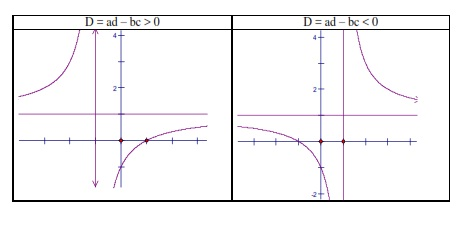 D = ad – bc > 0
D = ad – bc < 0
4
2
4
2
-2